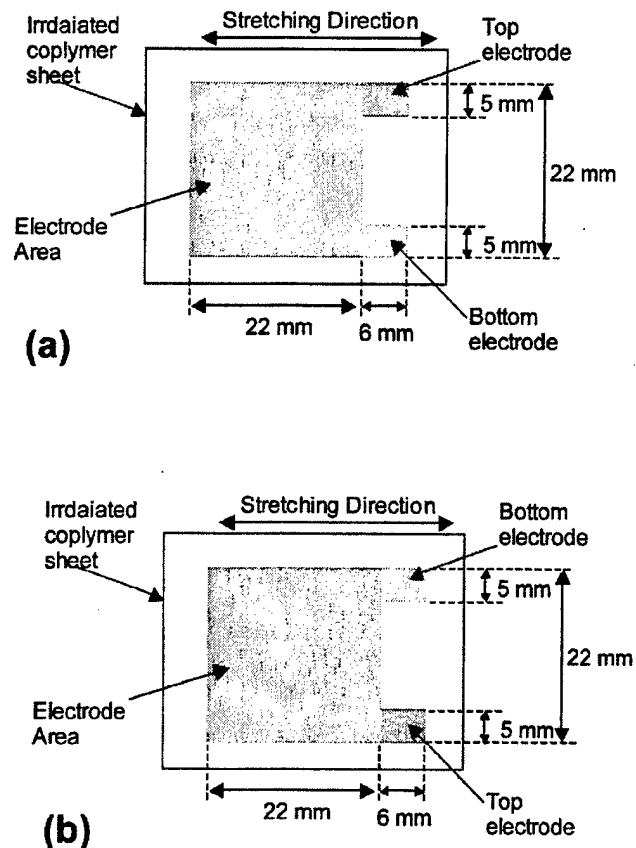 Stretching Direction
Irrdaiated
coplymer
sheet
Top
electrode
5 mm
22 mm
Electrode
Area
5 mm
22 mm
6 mm
Bottom
electrode
(a)
Stretching Direction
Irrdaiated
coplymer
sheet
Bottom
electrode
5 mm
22 mm
Electrode
Area
5 mm
22 mm
6 mm
Top
electrode
(b)